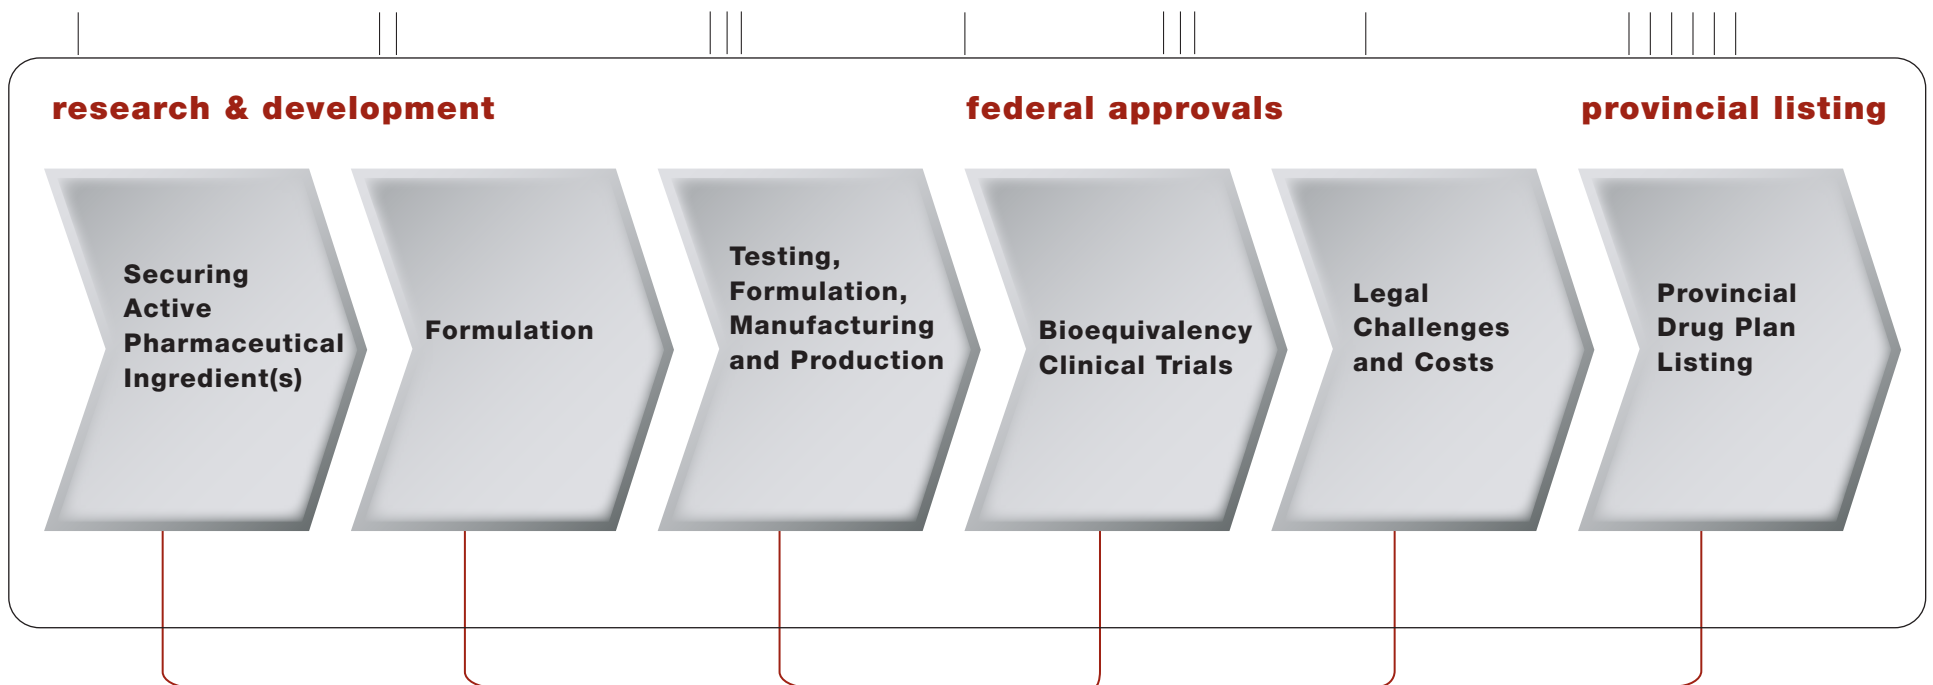 research & development
federal approvals
provincial listing
Securing
Active
Pharmaceutical
Ingredient(s)
Formulation
Testing,
Formulation,
Manufacturing
and Production
Bioequivalency
Clinical Trials
Legal
Challenges
and Costs
Provincial
Drug Plan
Listing